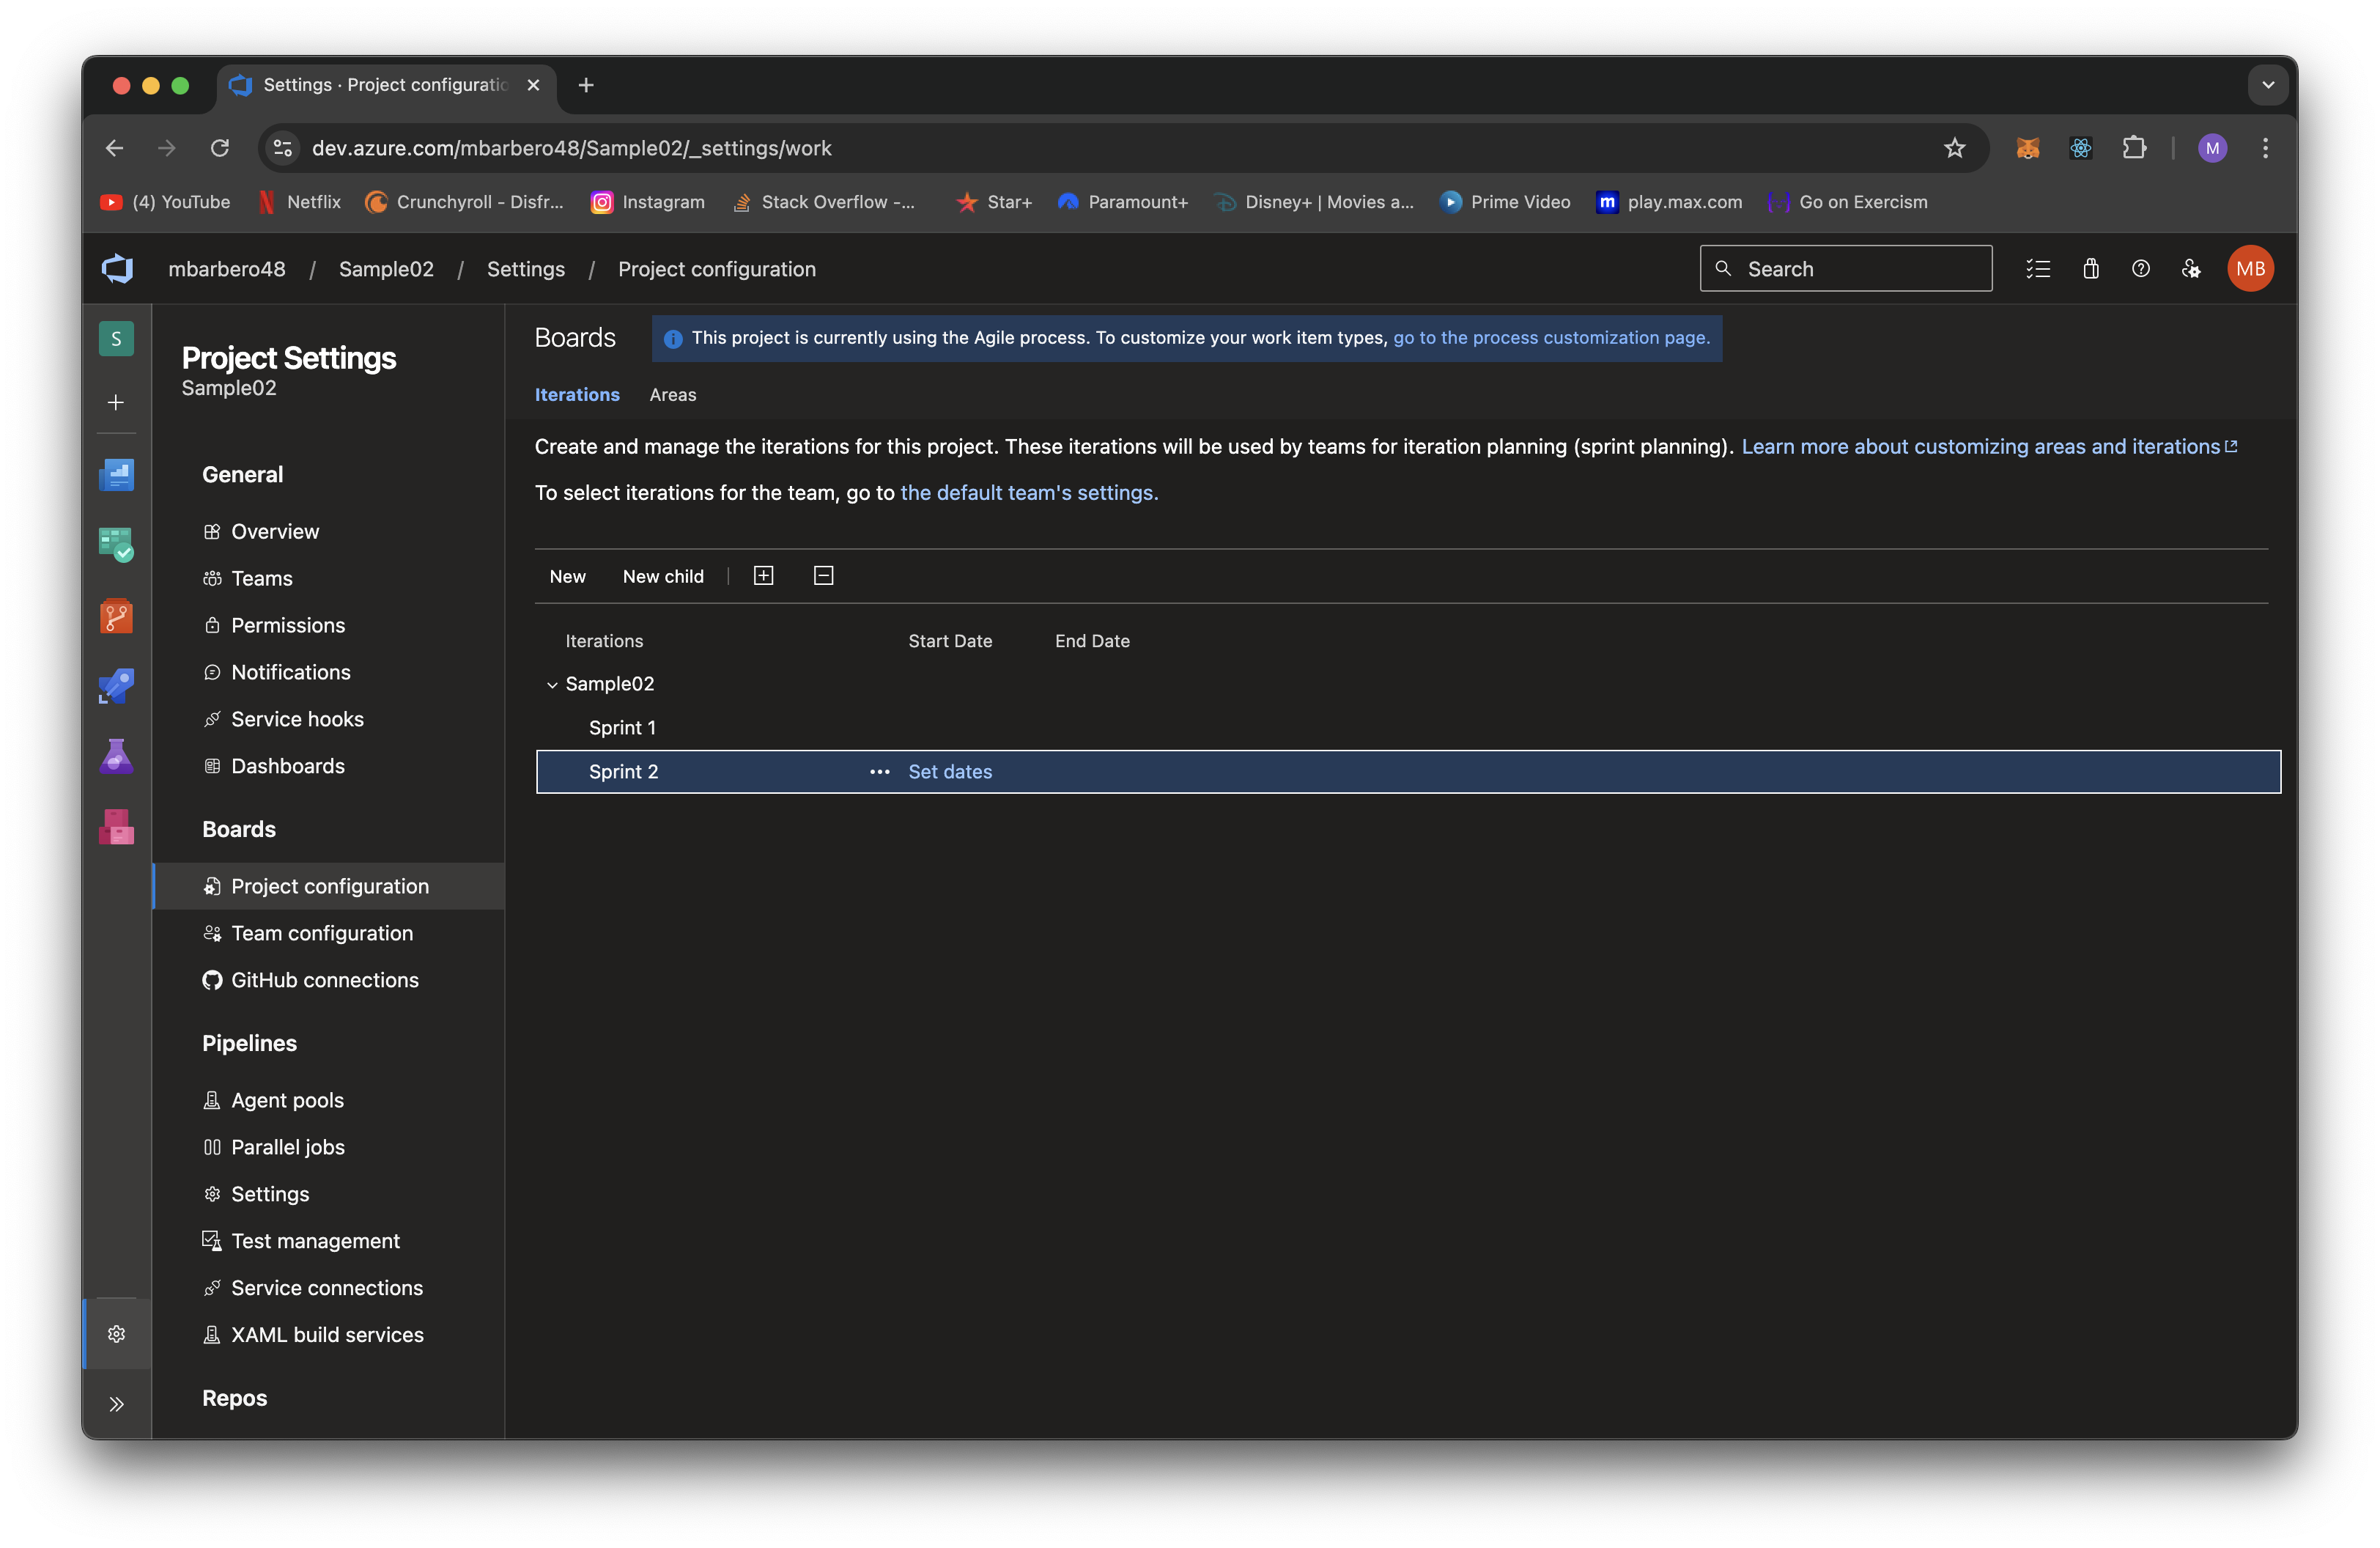 Settings · Project configuratio
dev.azure.com/mbarbero48/Sample02/_settings/work
M
(4) YouTube
Netflix
Crunchyroll - Disfr...
Instagram
Stack Overflow -...
Star+
Paramount+
Disney+ | Movies a...
Prime Video
m
play.max.com
Go on Exercism
mbarbero48 / Sample02 / Settings / Project configuration
Search
MB
S
Project Settings
Sample02
General
Overview
Teams
Permissions
Notifications
Service hooks
Dashboards
Boards
Project configuration
Team configuration
GitHub connections
Pipelines
Agent pools
Parallel jobs
Settings
Test management
Service connections
XAML build services
Repos
Boards
This project is currently using the Agile process. To customize your work item types, go to the process customization page.
Iterations
Areas
Create and manage the iterations for this project. These iterations will be used by teams for iteration planning (sprint planning). Learn more about customizing areas and iterations
To select iterations for the team, go to the default team's settings.
New
New child
Iterations
Start Date
End Date
Sample02
Sprint 1
Sprint 2
Set dates